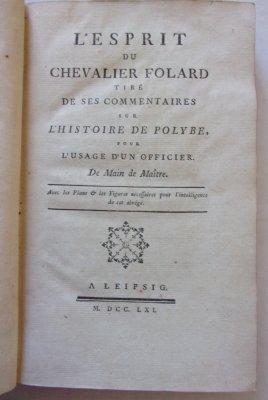 L'ESPRIT
DU
CHEVALIER FOLARD
TIRÉ
DE SES COMMENTAIRES
SUR
L'HISTOIRE DE POLYBE,
POUR
L'USAGE D'UN OFFICIER.
De Main de Maître.
Avec les Plans & les Figures nécessaires pour l'intelligence
de cet abrégé.
A LEIPSIG.
M. DCC. LXI.